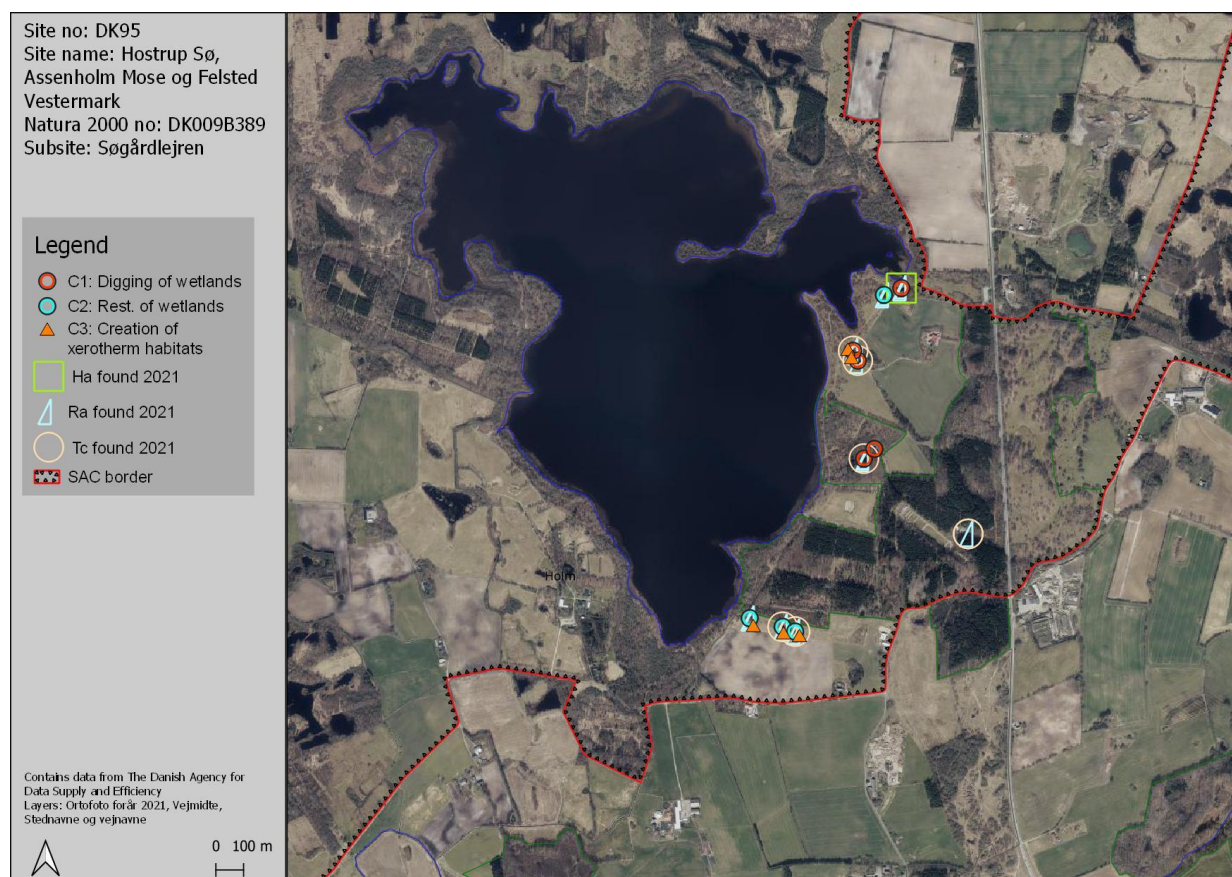 Site no: DK95
Site name: Hostrup Sø,
Assenholm Mose og Felsted
Vestermark
Natura 2000 no: DK009B389
Subsite: Søgårdlejren
Legend
C1: Digging of wetlands
C2: Rest. of wetlands
C3: Creation of
xerotherm habitats
Ha found 2021
Ra found 2021
Tc found 2021
SAC border
Holm
Contains data from The Danish Agency for
Data Supply and Efficiency
Layers: Ortofoto forår 2021, Vejmidte,
Stednavne og vejnavne
0 100 m